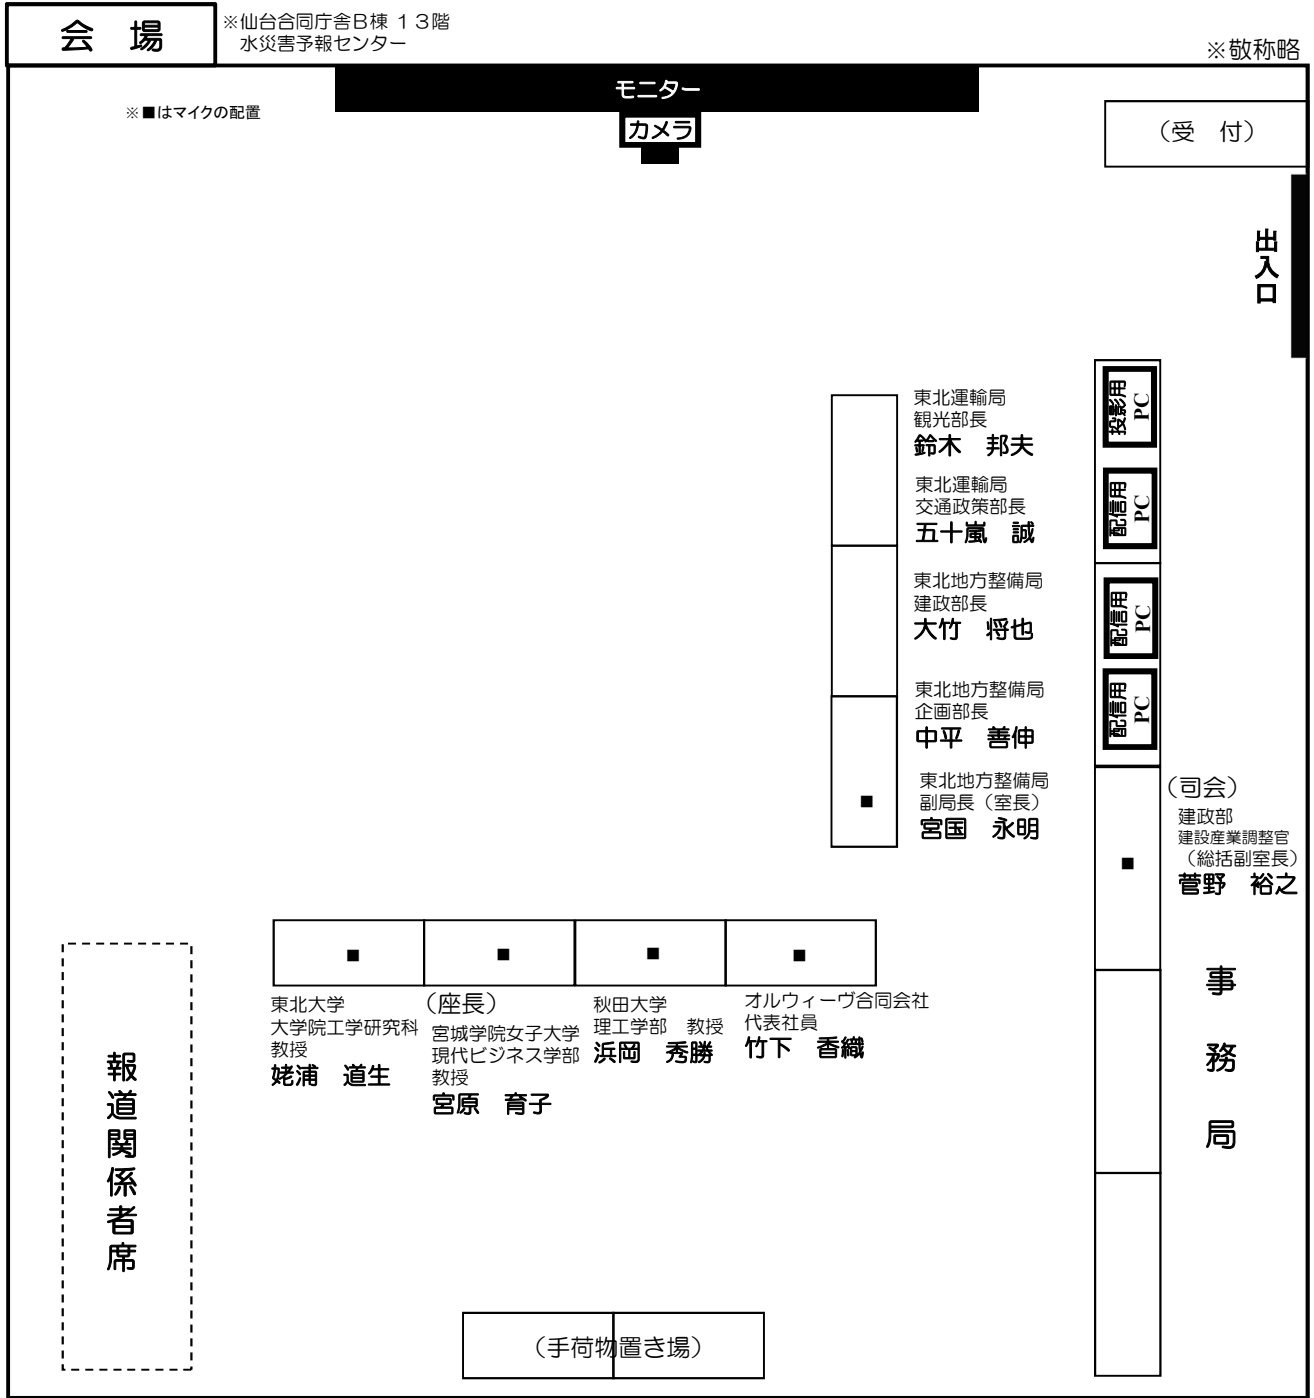 会　場
※仙台合同庁舎B棟 １３階
水災害予報センター
※敬称略
モニター
※■はマイクの配置
カメラ
（受　付）
出入口
東北運輸局
観光部長
鈴木　邦夫
東北運輸局
交通政策部長
五十嵐　誠
東北地方整備局
建政部長
大竹　将也
東北地方整備局
企画部長
中平　善伸
東北地方整備局
副局長（室長）
宮国　永明
投影用
PC
配信用
PC
配信用
PC
配信用
PC
（司会）
建政部
建設産業調整官
（総括副室長）
菅野　裕之
事務局
東北大学
大学院工学研究科
教授
姥浦　道生
（座長）
宮城学院女子大学
現代ビジネス学部
教授
宮原　育子
秋田大学
理工学部　教授
浜岡　秀勝
オルウィーヴ合同会社
代表社員
竹下　香織
報道関係者席
（手荷物置き場）